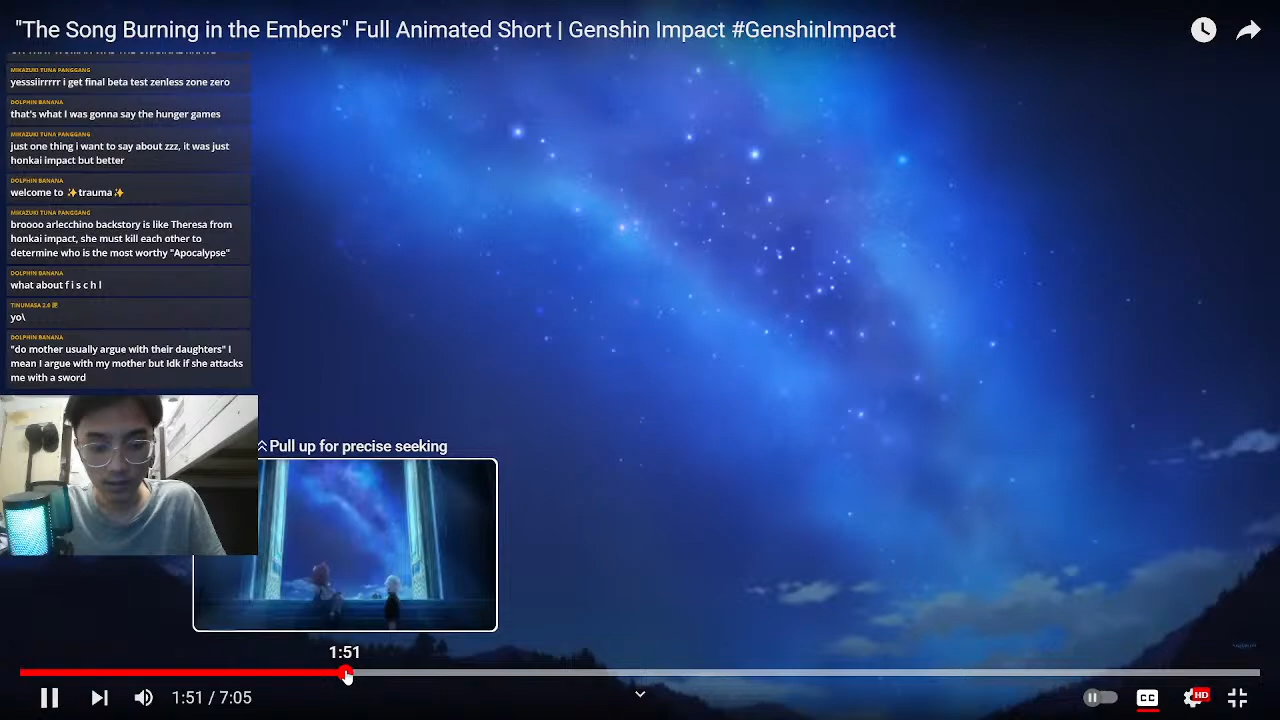 "The Song Burning in the Embers" Full Animated Short | Genshin Impact #GenshinImpact
MIKAZUKI TUNA PANGGANG
yesssiirrrrr i get final beta test zenless zone zero
DOLPHIN BANANA
that's what I was gonna say the hunger games
MIKAZUKI TUNA PANGGANG
just one thing i want to say about zzz, it was just
honkai impact but better
DOLPHIN BANANA
welcome to ✨trauma✨
MIKAZUKI TUNA PANGGANG
broooo arlecchino backstory is like Theresa from
honkai impact, she must kill each other to
determine who is the most worthy "Apocalypse"
DOLPHIN BANANA
what about f i s c h l
TINUMASA 2.0
yo\
DOLPHIN BANANA
"do mother usually argue with their daughters" I
mean I argue with my mother but Idk if she attacks
me with a sword
Pull up for precise seeking
1:51
1:51 / 7:05
CC
HD